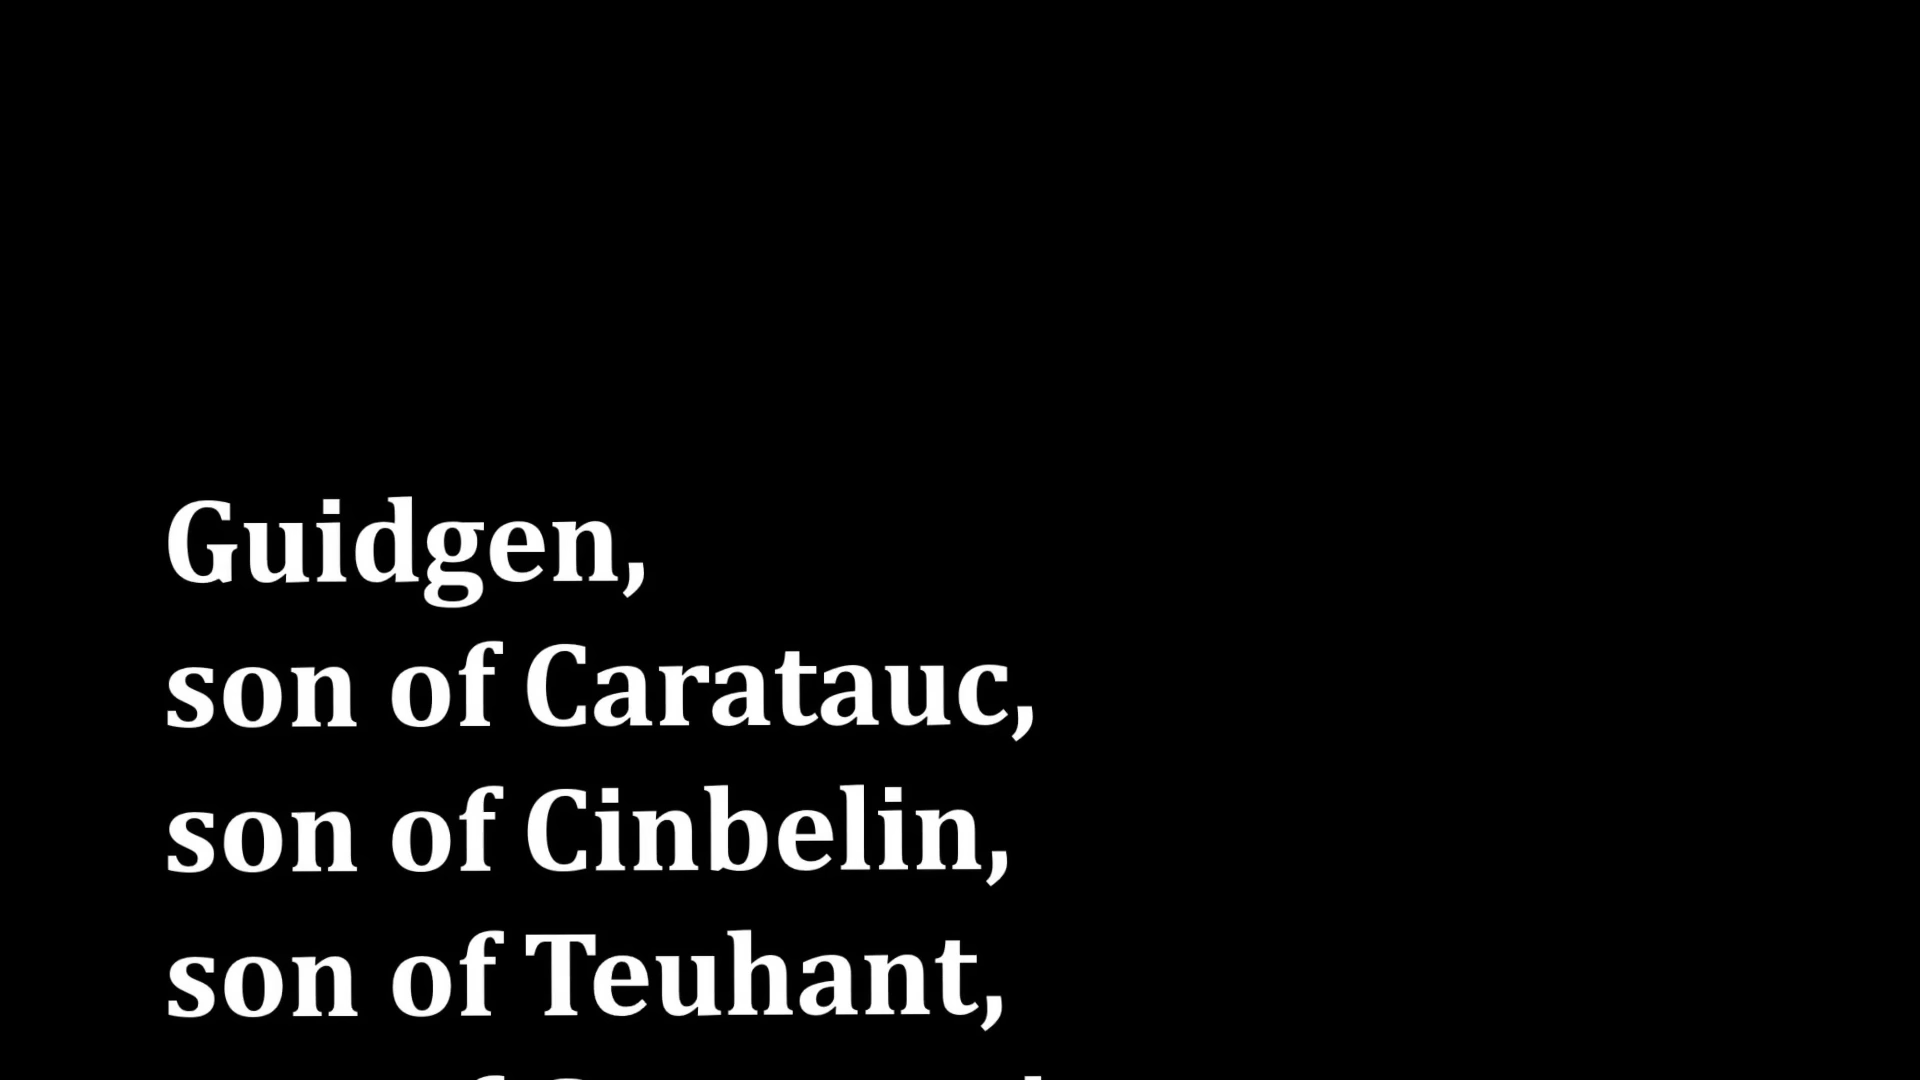 Guidgen,
son of Caratauc,
son of Cinbelin,
son of Teuhant,